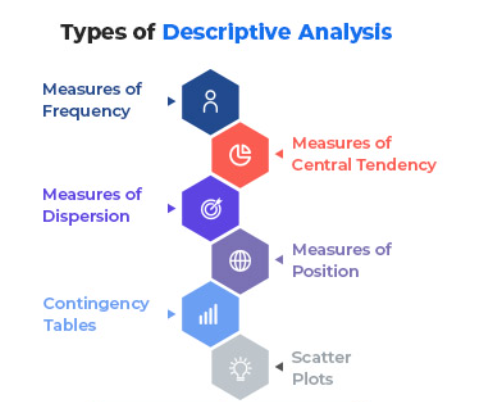 Types of Descriptive Analysis
Measures of
Frequency
Measures of
Central Tendency
Measures of
Dispersion
Measures of
Position
Contingency
Tables
Scatter
Plots